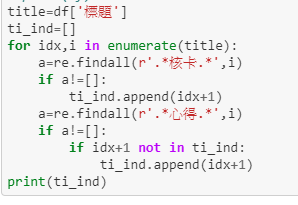 title=df['標題']
ti_ind=[]
for idx,i in enumerate(title):
    a=re.findall(r'.*核卡.*',i)
    if a!=[]:
        ti_ind.append(idx+1)
    a=re.findall(r'.*心得.*',i)
    if a!=[]:
        if idx+1 not in ti_ind:
            ti_ind.append(idx+1)
print(ti_ind)